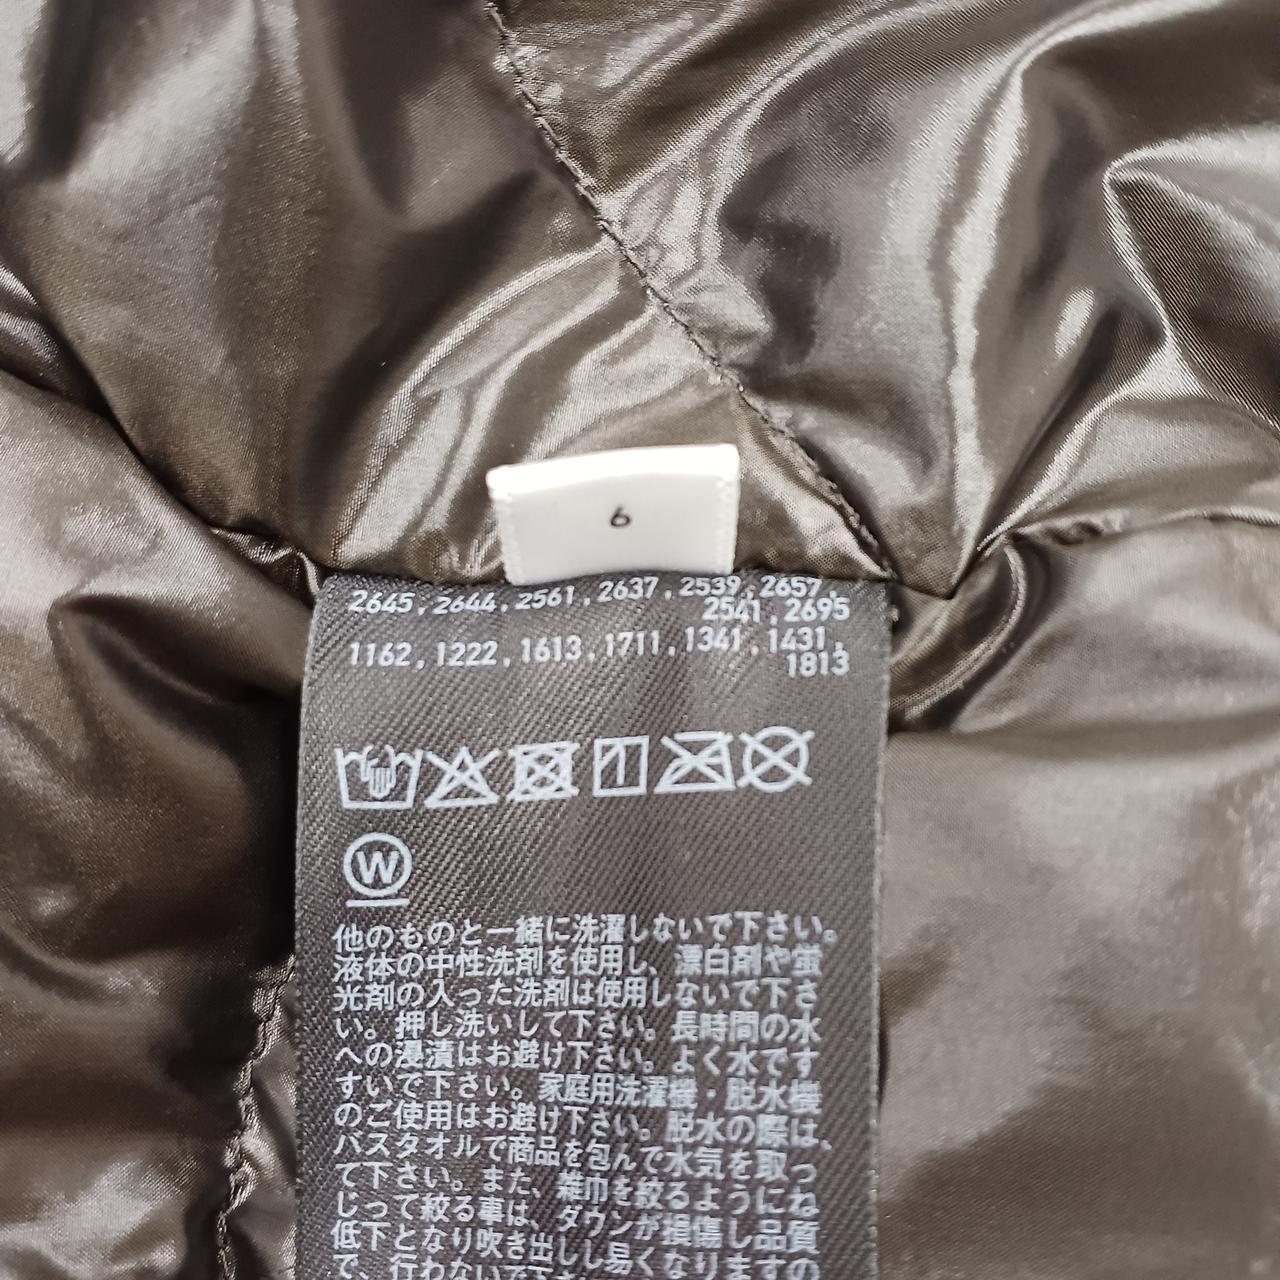 6
2645, 2644, 2561, 2637, 2539, 2657,
2541, 2695
1162, 1222, 1613, 1711, 1341, 1431,
1813
W
他のものと一緒に洗濯しないで下さい。
液体の中性洗剤を使用し、漂白剤や蛍
光剤の入った洗剤は使用しないで下さ
い。押し洗いして下さい。長時間の水
への浸漬はお避け下さい。よく水です
すいで下さい。家庭用洗濯機・脱水機
のご使用はお避け下さい。脱水の際は、
バスタオルで商品を包んで水気を取っ
て下さい。また、雑巾を絞るようにね
じって絞る事は、ダウンが損傷し品質
低下となり吹き出しし易くなりますの
で、行わないで下さ